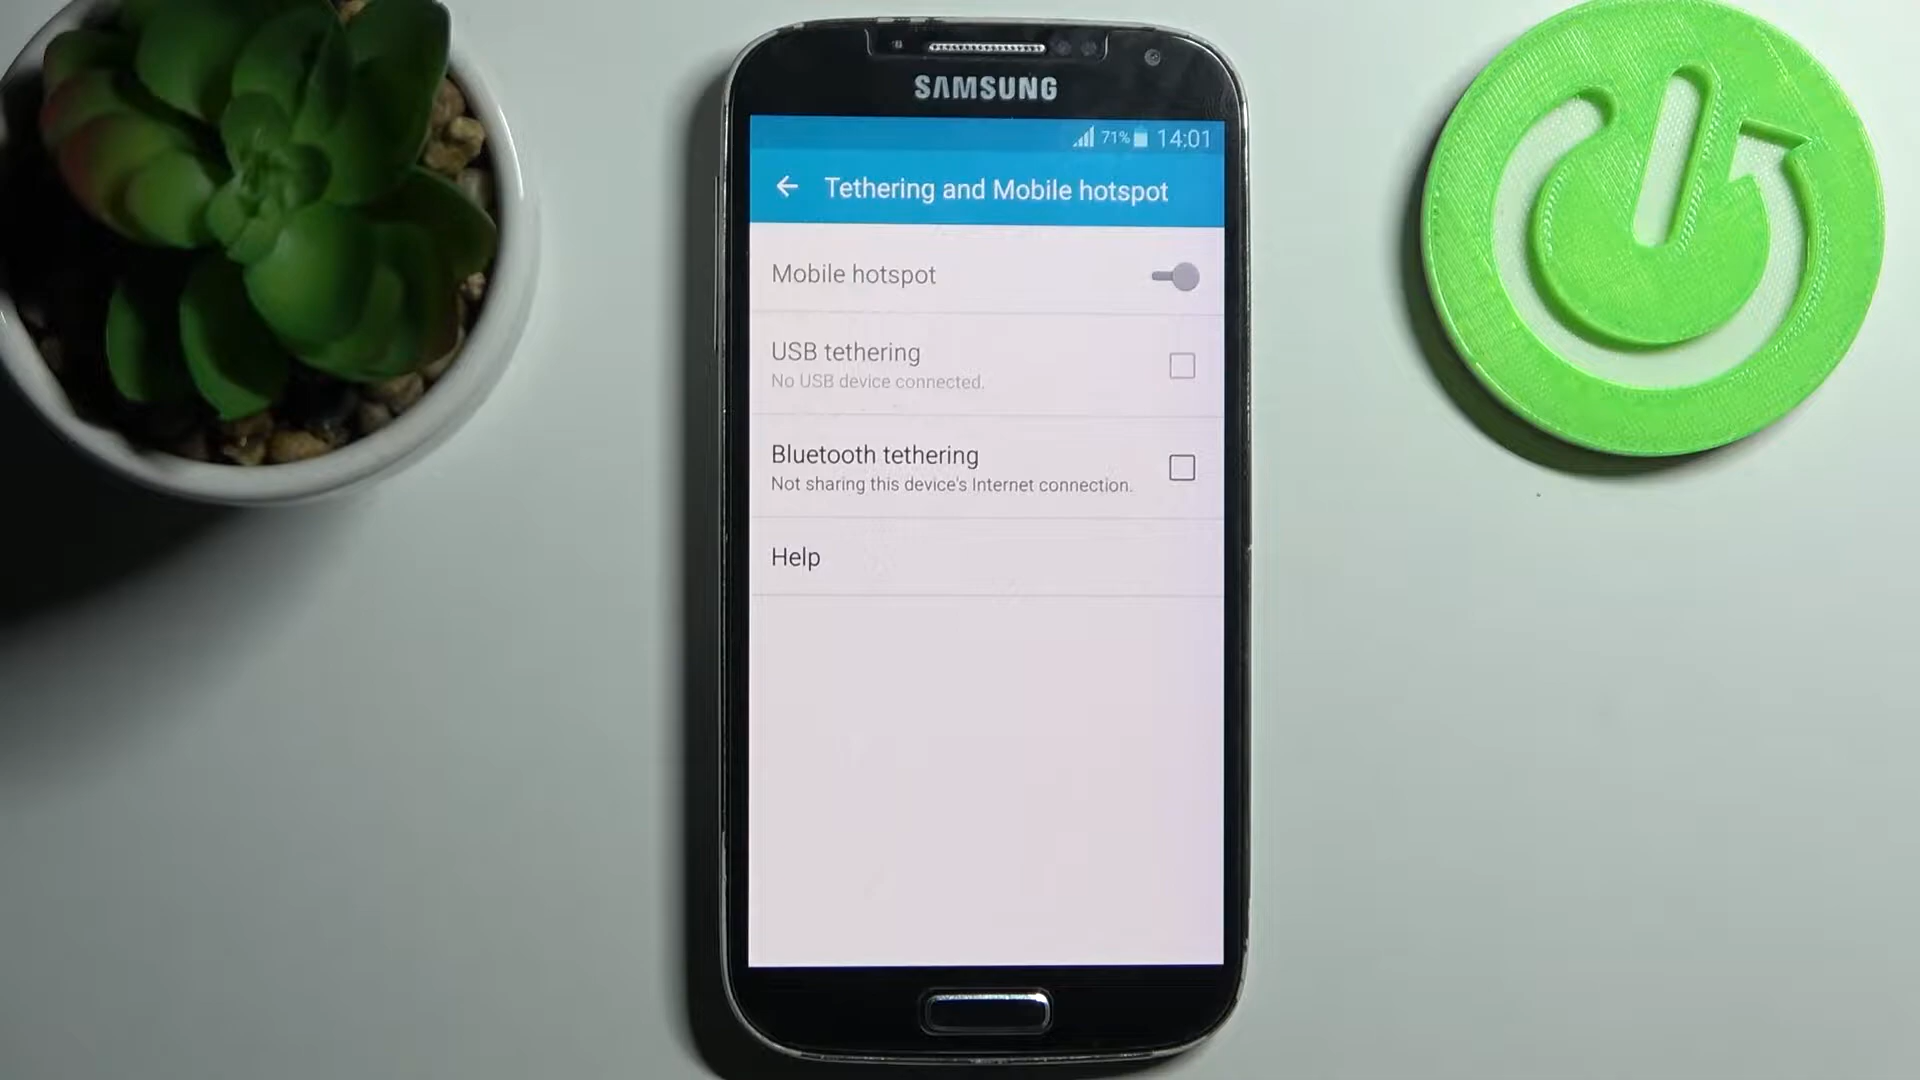 SAMSUNG
71% 14:01
Tethering and Mobile hotspot
Mobile hotspot
USB tethering
No USB device connected.
Bluetooth tethering
Not sharing this device's Internet connection.
Help